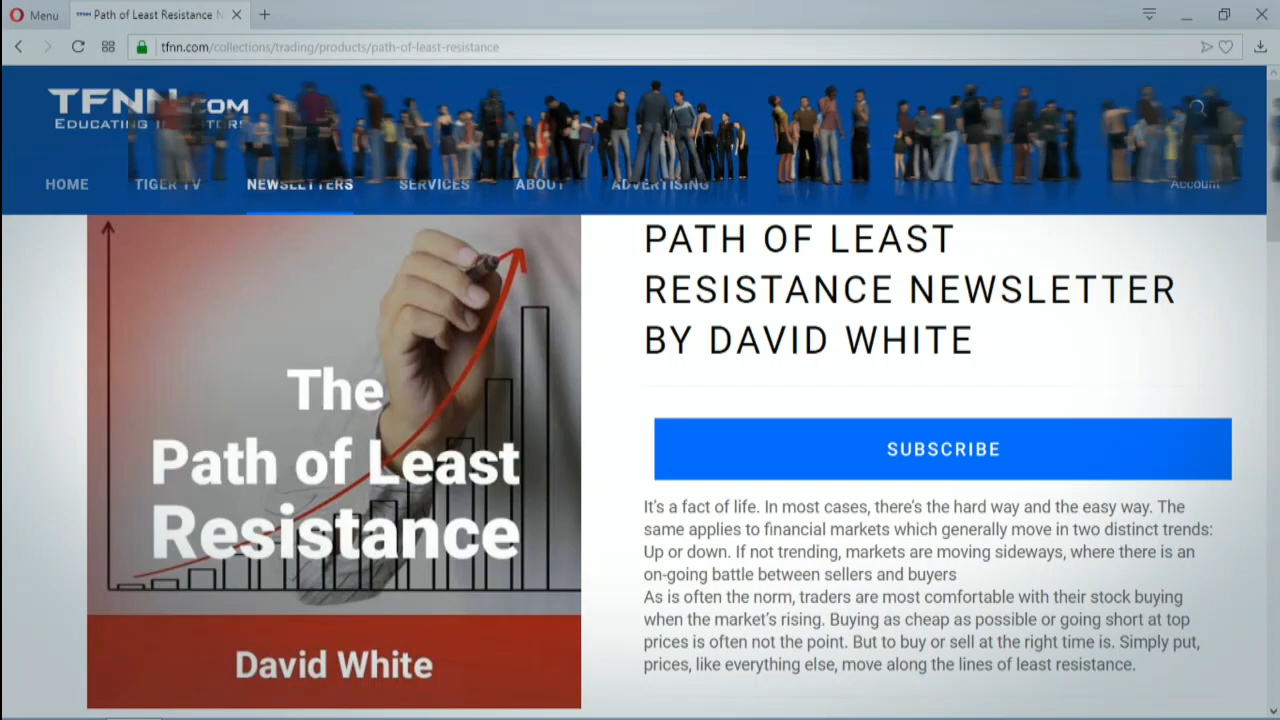 Menu
Path of Least Resistance N
tfnn.com/collections/trading/products/path-of-least-resistance
TFNN.COM
EDUCATING INVESTORS
HOME TIGER TV NEWSLETTERS SERVICES ABOUT ADVERTISING Account
The
Path of Least
Resistance
David White
PATH OF LEAST
RESISTANCE NEWSLETTER
BY DAVID WHITE
SUBSCRIBE
It's a fact of life. In most cases, there's the hard way and the easy way. The
same applies to financial markets which generally move in two distinct trends:
Up or down. If not trending, markets are moving sideways, where there is an
on-going battle between sellers and buyers
As is often the norm, traders are most comfortable with their stock buying
when the market's rising. Buying as cheap as possible or going short at top
prices is often not the point. But to buy or sell at the right time is. Simply put,
prices, like everything else, move along the lines of least resistance.